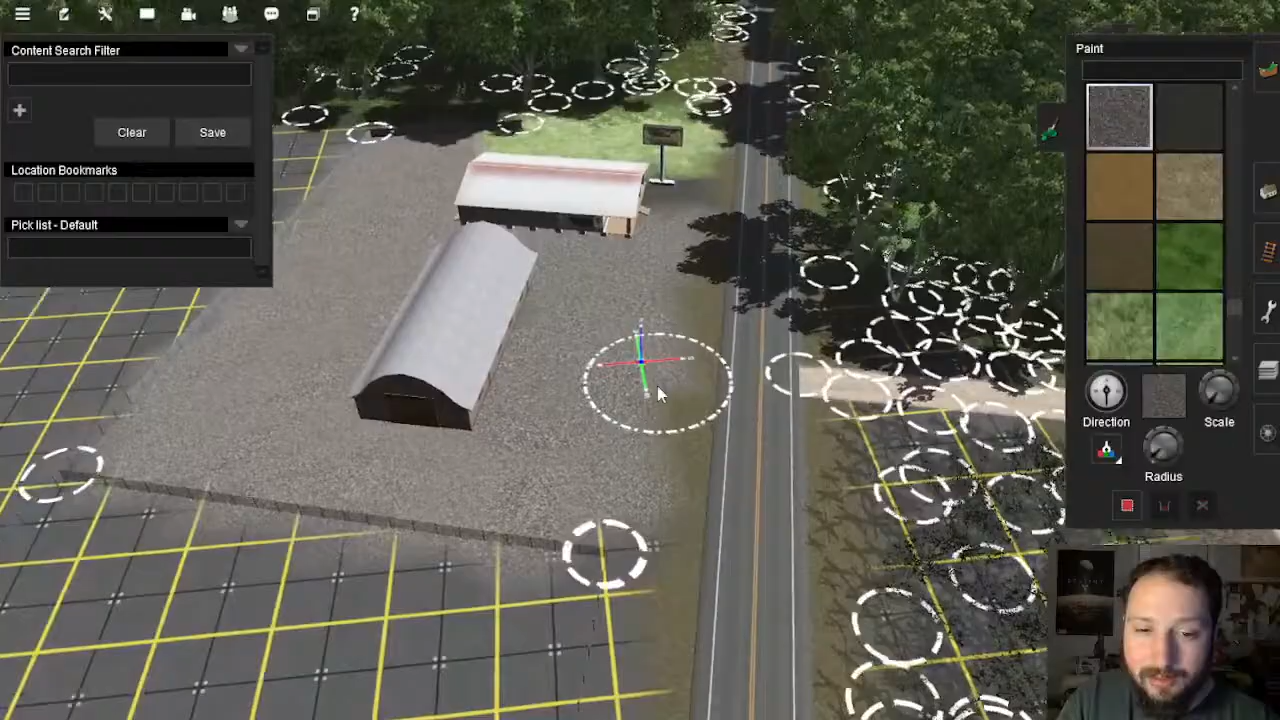 Content Search Filter
Clear
Save
Location Bookmarks
Pick list - Default
Paint
Direction
Scale
Radius